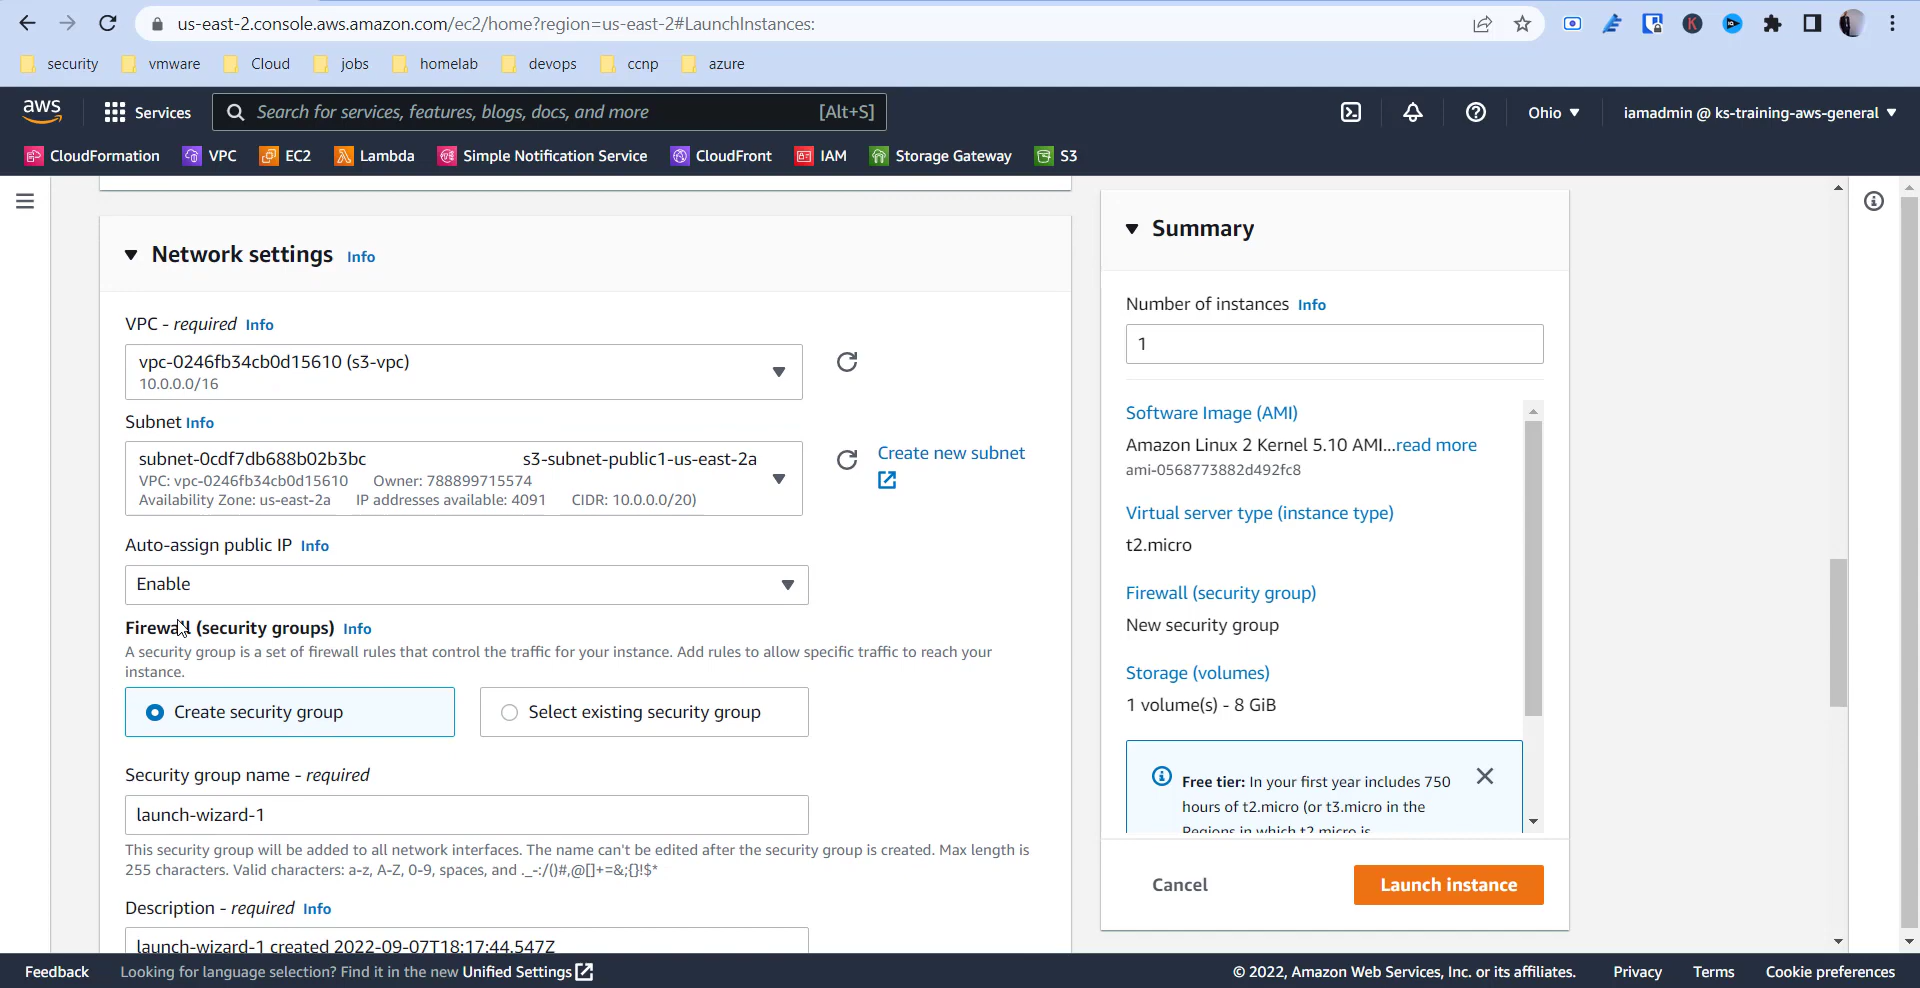 us-east-2.console.aws.amazon.com/ec2/home?region=us-east-2#LaunchInstances:
security vmware Cloud jobs homelab devops ccnp azure
aws Services Search for services, features, blogs, docs, and more [Alt+S] Ohio iamadmin @ ks-training-aws-general
CloudFormation VPC EC2 Lambda Simple Notification Service CloudFront IAM Storage Gateway S3
Network settings Info
VPC - required Info
vpc-0246fb34cb0d15610 (s3-vpc)
10.0.0.0/16
Subnet Info
subnet-0cdf7db688b02b3bc s3-subnet-public1-us-east-2a
VPC: vpc-0246fb34cb0d15610 Owner: 788899715574
Availability Zone: us-east-2a IP addresses available: 4091 CIDR: 10.0.0.0/20)
Create new subnet
Auto-assign public IP Info
Enable
Firewall (security groups) Info
A security group is a set of firewall rules that control the traffic for your instance. Add rules to allow specific traffic to reach your
instance.
Create security group Select existing security group
Security group name - required
launch-wizard-1
This security group will be added to all network interfaces. The name can't be edited after the security group is created. Max length is
255 characters. Valid characters: a-z, A-Z, 0-9, spaces, and ._-:/()#,@[]+=&;{}!$*
Description - required Info
launch-wizard-1 created 2022-09-07T18:17:44.547Z
Summary
Number of instances Info
1
Software Image (AMI)
Amazon Linux 2 Kernel 5.10 AMI...read more
ami-0568773882d492fc8
Virtual server type (instance type)
t2.micro
Firewall (security group)
New security group
Storage (volumes)
1 volume(s) - 8 GiB
Free tier: In your first year includes 750
hours of t2.micro (or t3.micro in the
Regions in which t2.micro is
Cancel Launch instance
Feedback Looking for language selection? Find it in the new Unified Settings © 2022, Amazon Web Services, Inc. or its affiliates. Privacy Terms Cookie preferences